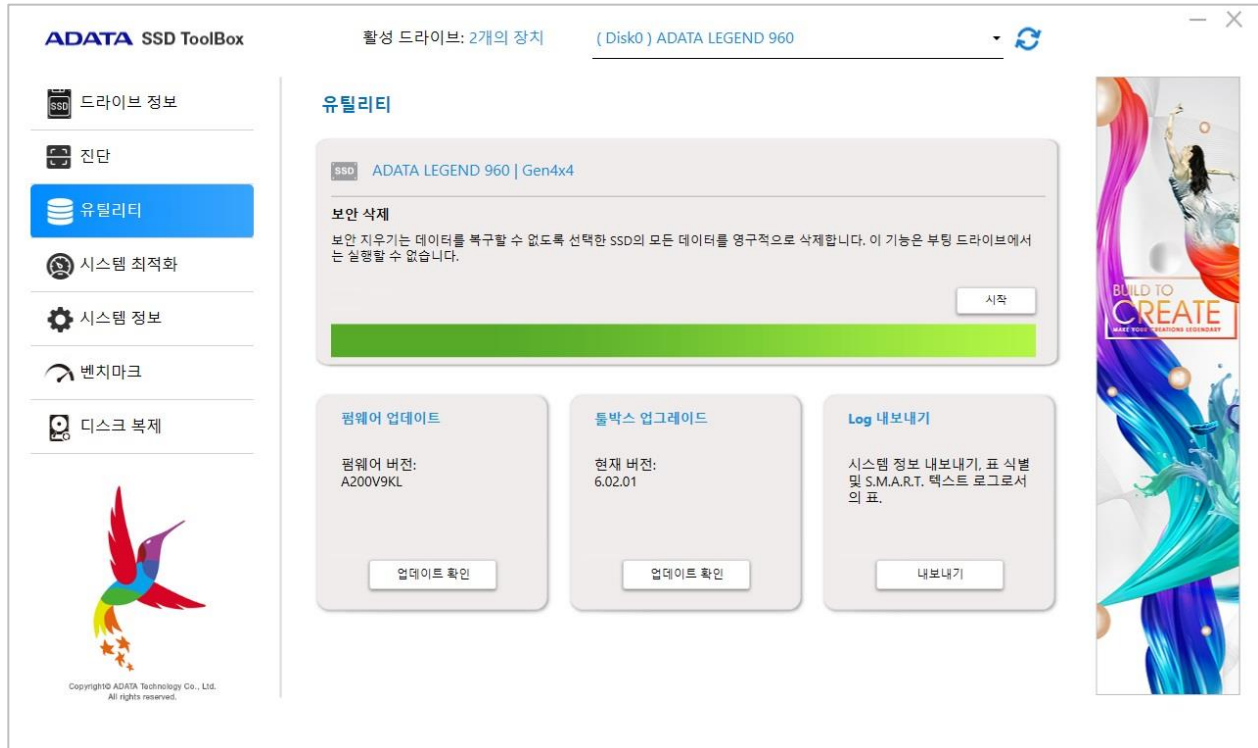 ADATA SSD ToolBox
활성 드라이브: 2개의 장치
( Disk0 ) ADATA LEGEND 960
SSD 드라이브 정보
진단
유틸리티
시스템 최적화
시스템 정보
벤치마크
디스크 복제
Copyright© ADATA Technology Co., Ltd.
All rights reserved.
유틸리티
SSD ADATA LEGEND 960 | Gen4x4
보안 삭제
보안 지우기는 데이터를 복구할 수 없도록 선택한 SSD의 모든 데이터를 영구적으로 삭제합니다. 이 기능은 부팅 드라이브에서
는 실행할 수 없습니다.
시작
펌웨어 업데이트
펌웨어 버전:
A200V9KL
업데이트 확인
툴박스 업그레이드
현재 버전:
6.02.01
업데이트 확인
Log 내보내기
시스템 정보 내보내기, 표 식별
및 S.M.A.R.T. 텍스트 로그로서
의 표.
내보내기
BUILD TO
CREATE
MAKE YOUR CREATIONS LEGENDARY